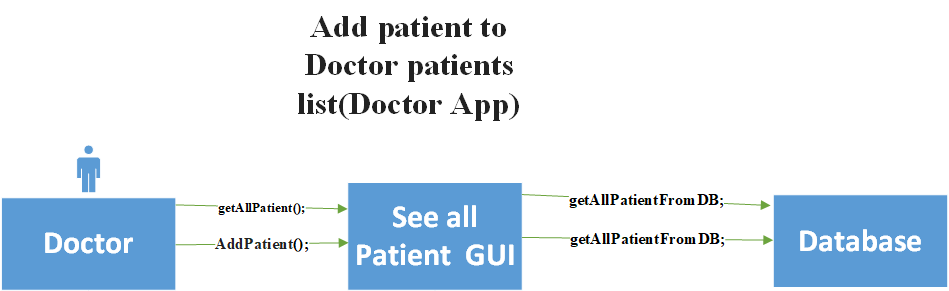 Add patient to
Doctor patients
list(Doctor App)
Doctor
getAllPatient();
AddPatient();
See all
Patient GUI
getAllPatientFromDB;
getAllPatientFromDB;
Database